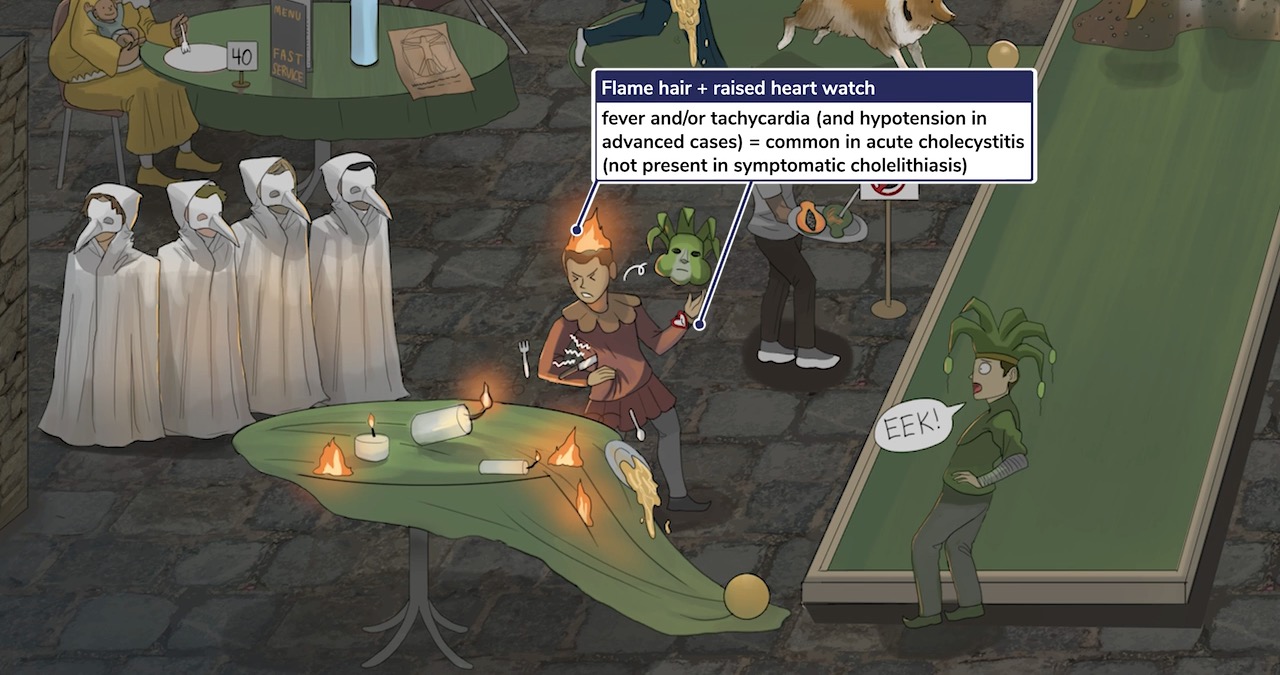 MENU
FAST
SERVICE
40
Flame hair + raised heart watch
fever and/or tachycardia (and hypotension in
advanced cases) = common in acute cholecystitis
(not present in symptomatic cholelithiasis)
EEK!